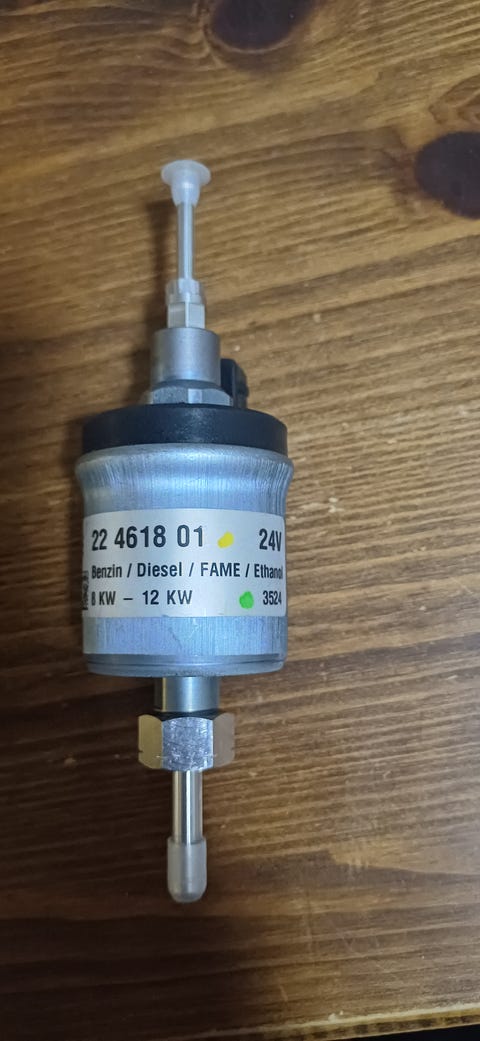 22 4618 01 24V
Benzin / Diesel / FAME / Ethanol
8 KW – 12 KW 3524